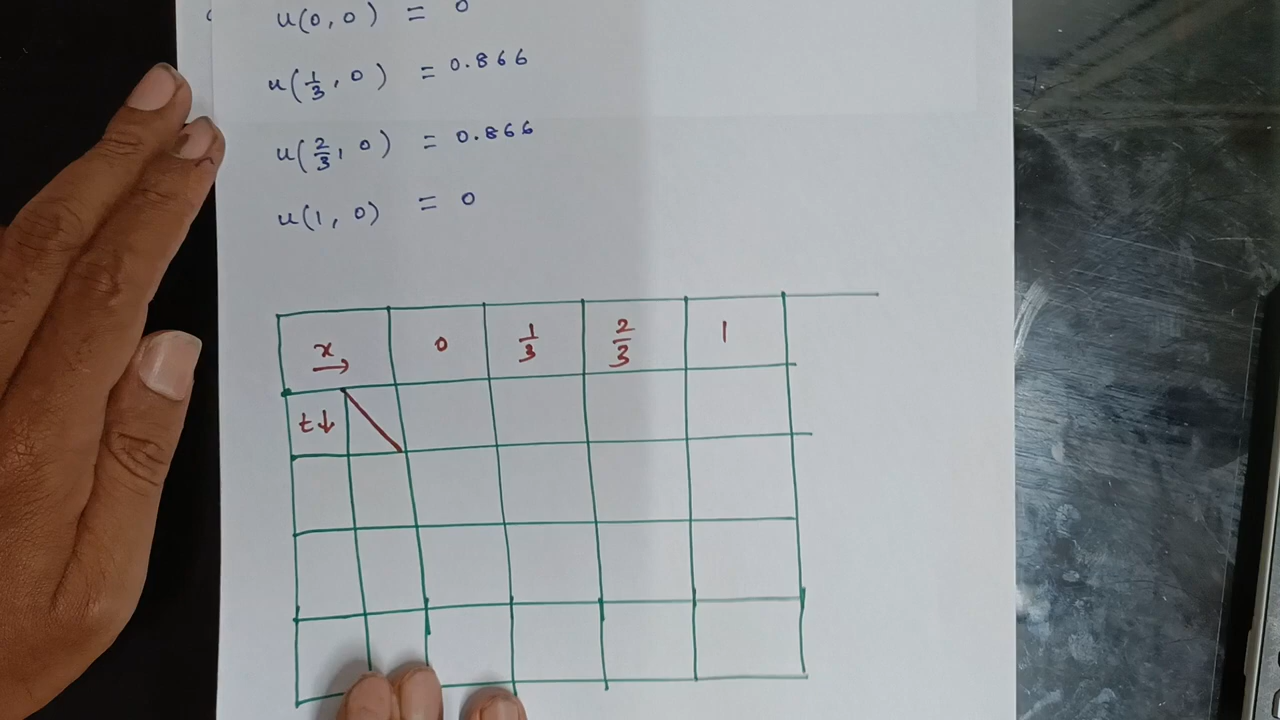 u(0, 0) = 0
u(1/3, 0) = 0.866
u(2/3, 0) = 0.866
u(1, 0) = 0
x→ 0 1/3 2/3 1
t↓